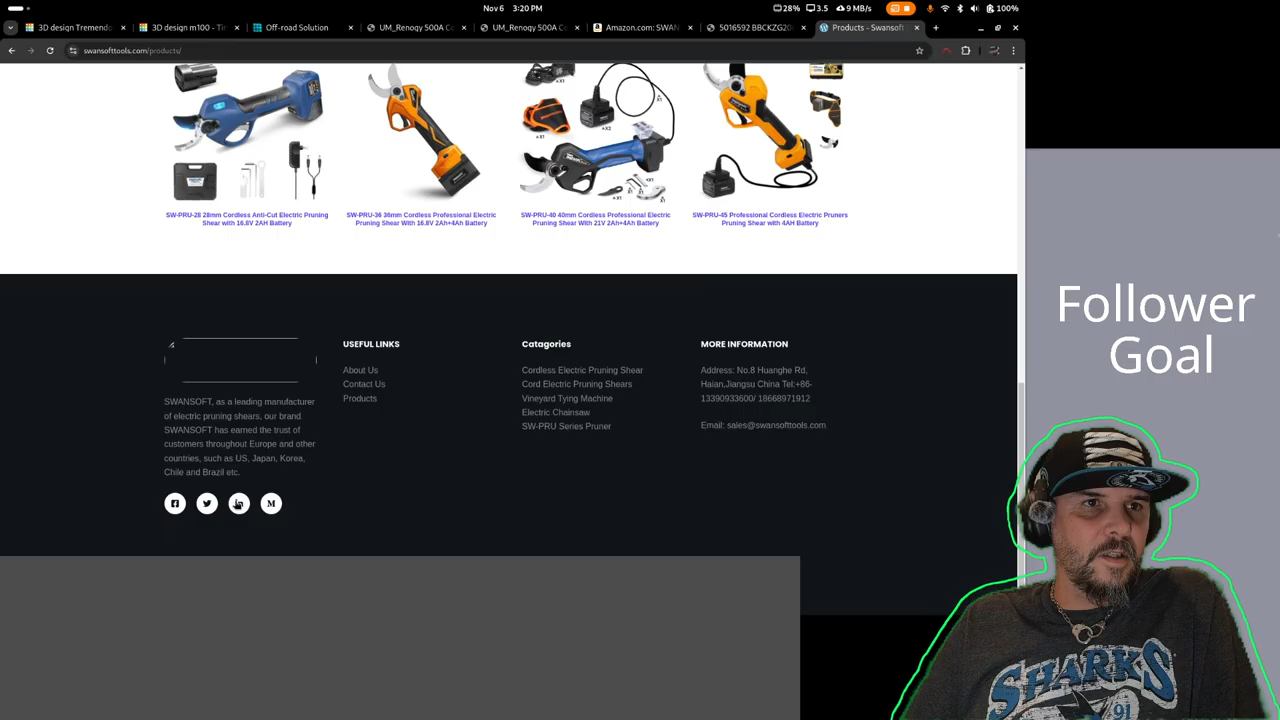 Nov 6 3:20 PM
28% 3.5 9 MB/s 100%
3D design Tremendo
3D design m100 - Ti
Off-road Solution
UM_Renogy 500A Co
UM_Renogy 500A Co
Amazon.com: SWAN
5016592 BBCKZG20
Products - Swansoft
swansofttools.com/products/
SW-PRU-28 28mm Cordless Anti-Cut Electric Pruning
Shear with 16.8V 2AH Battery
SW-PRU-36 36mm Cordless Professional Electric
Pruning Shear With 16.8V 2Ah+4Ah Battery
SW-PRU-40 40mm Cordless Professional Electric
Pruning Shear With 21V 2Ah+4Ah Battery
SW-PRU-45 Professional Cordless Electric Pruners
Pruning Shear with 4AH Battery
Follower
Goal
SWANSOFT, as a leading manufacturer
of electric pruning shears, our brand
SWANSOFT has earned the trust of
customers throughout Europe and other
countries, such as US, Japan, Korea,
Chile and Brazil etc.
USEFUL LINKS
About Us
Contact Us
Products
Catagories
Cordless Electric Pruning Shear
Cord Electric Pruning Shears
Vineyard Tying Machine
Electric Chainsaw
SW-PRU Series Pruner
MORE INFORMATION
Address: No.8 Huanghe Rd,
Haian,Jiangsu China Tel:+86-
13390933600/ 18668971912
Email: sales@swansofttools.com
SHARKS
91